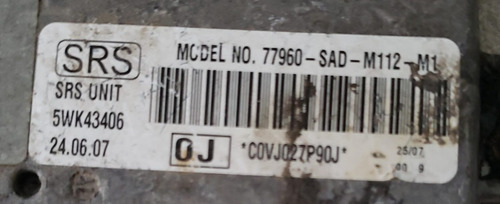 SRS
MODEL NO. 77960-SAD-M112-M1
SRS UNIT
5WK43406
24.06.07
0J
*C0VJ02ZP90J*
25/07